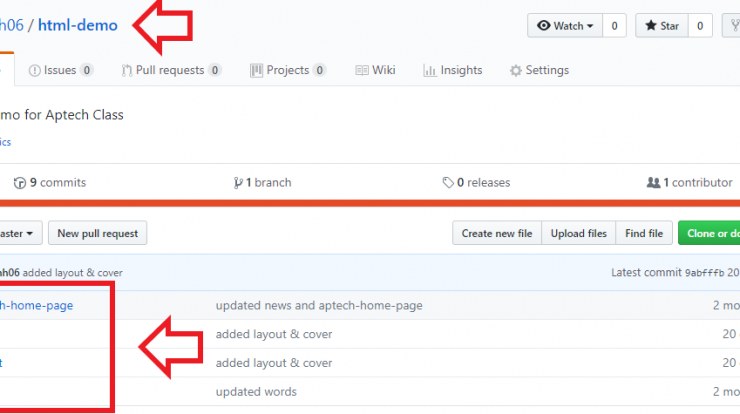 h06 / html-demo
Watch 0 Star 0
Issues 0 Pull requests 0 Projects 0 Wiki Insights Settings
mo for Aptech Class
ics
9 commits 1 branch 0 releases 1 contributor
aster New pull request Create new file Upload files Find file Clone or do
nh06 added layout & cover Latest commit 9abfffb 20
h-home-page updated news and aptech-home-page 2 mo
added layout & cover 20
t added layout & cover 20
updated words 2 mo